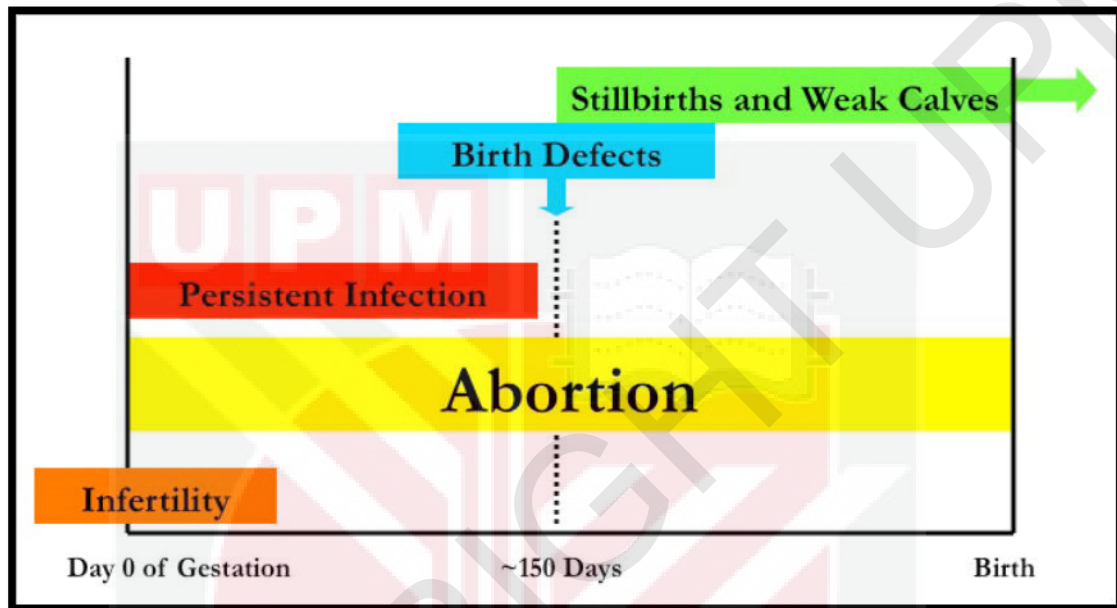 Stillbirths and Weak Calves
Birth Defects
UPM
Persistent Infection
Abortion
Infertility
Day 0 of Gestation
~150 Days
Birth